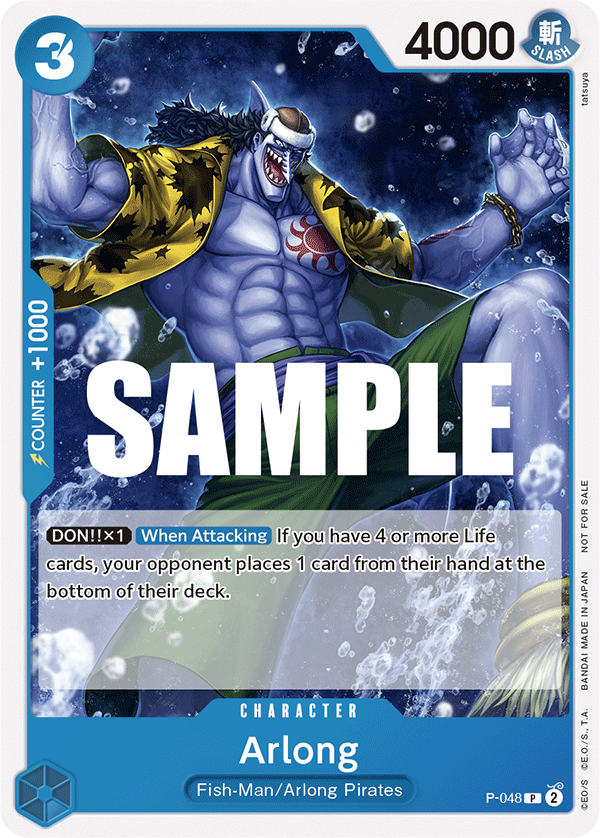 3
4000
斬
SLASH
tatsuya
COUNTER +1000
SAMPLE
DON!!×1 When Attacking If you have 4 or more Life
cards, your opponent places 1 card from their hand at the
bottom of their deck.
CHARACTER
Arlong
Fish-Man/Arlong Pirates
P-048 P 2
©EO/S ©E.O./S., T.A. BANDAI MADE IN JAPAN NOT FOR SALE